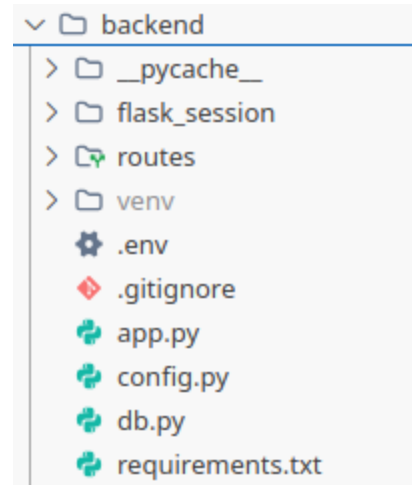 backend
__pycache__
flask_session
routes
venv
.env
.gitignore
app.py
config.py
db.py
requirements.txt